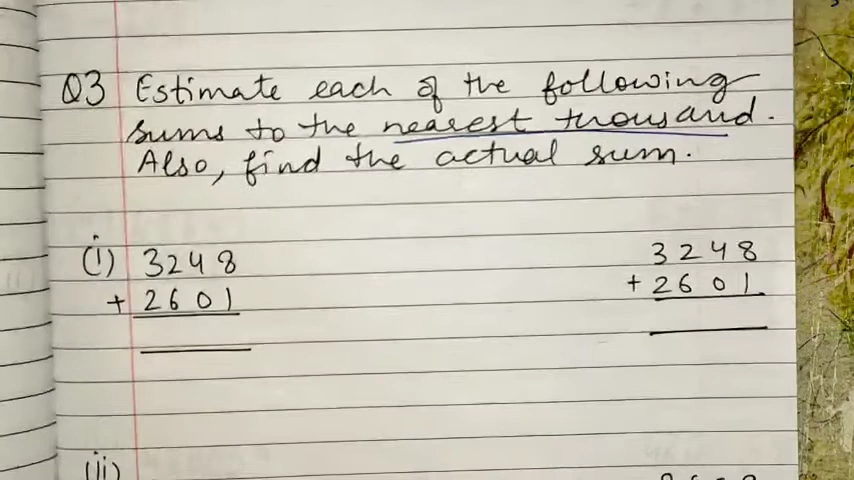 Q3 Estimate each of the following
sums to the nearest thousand.
Also, find the actual sum.
(i) 3248 3248
+ 2601 + 2601
(ii)